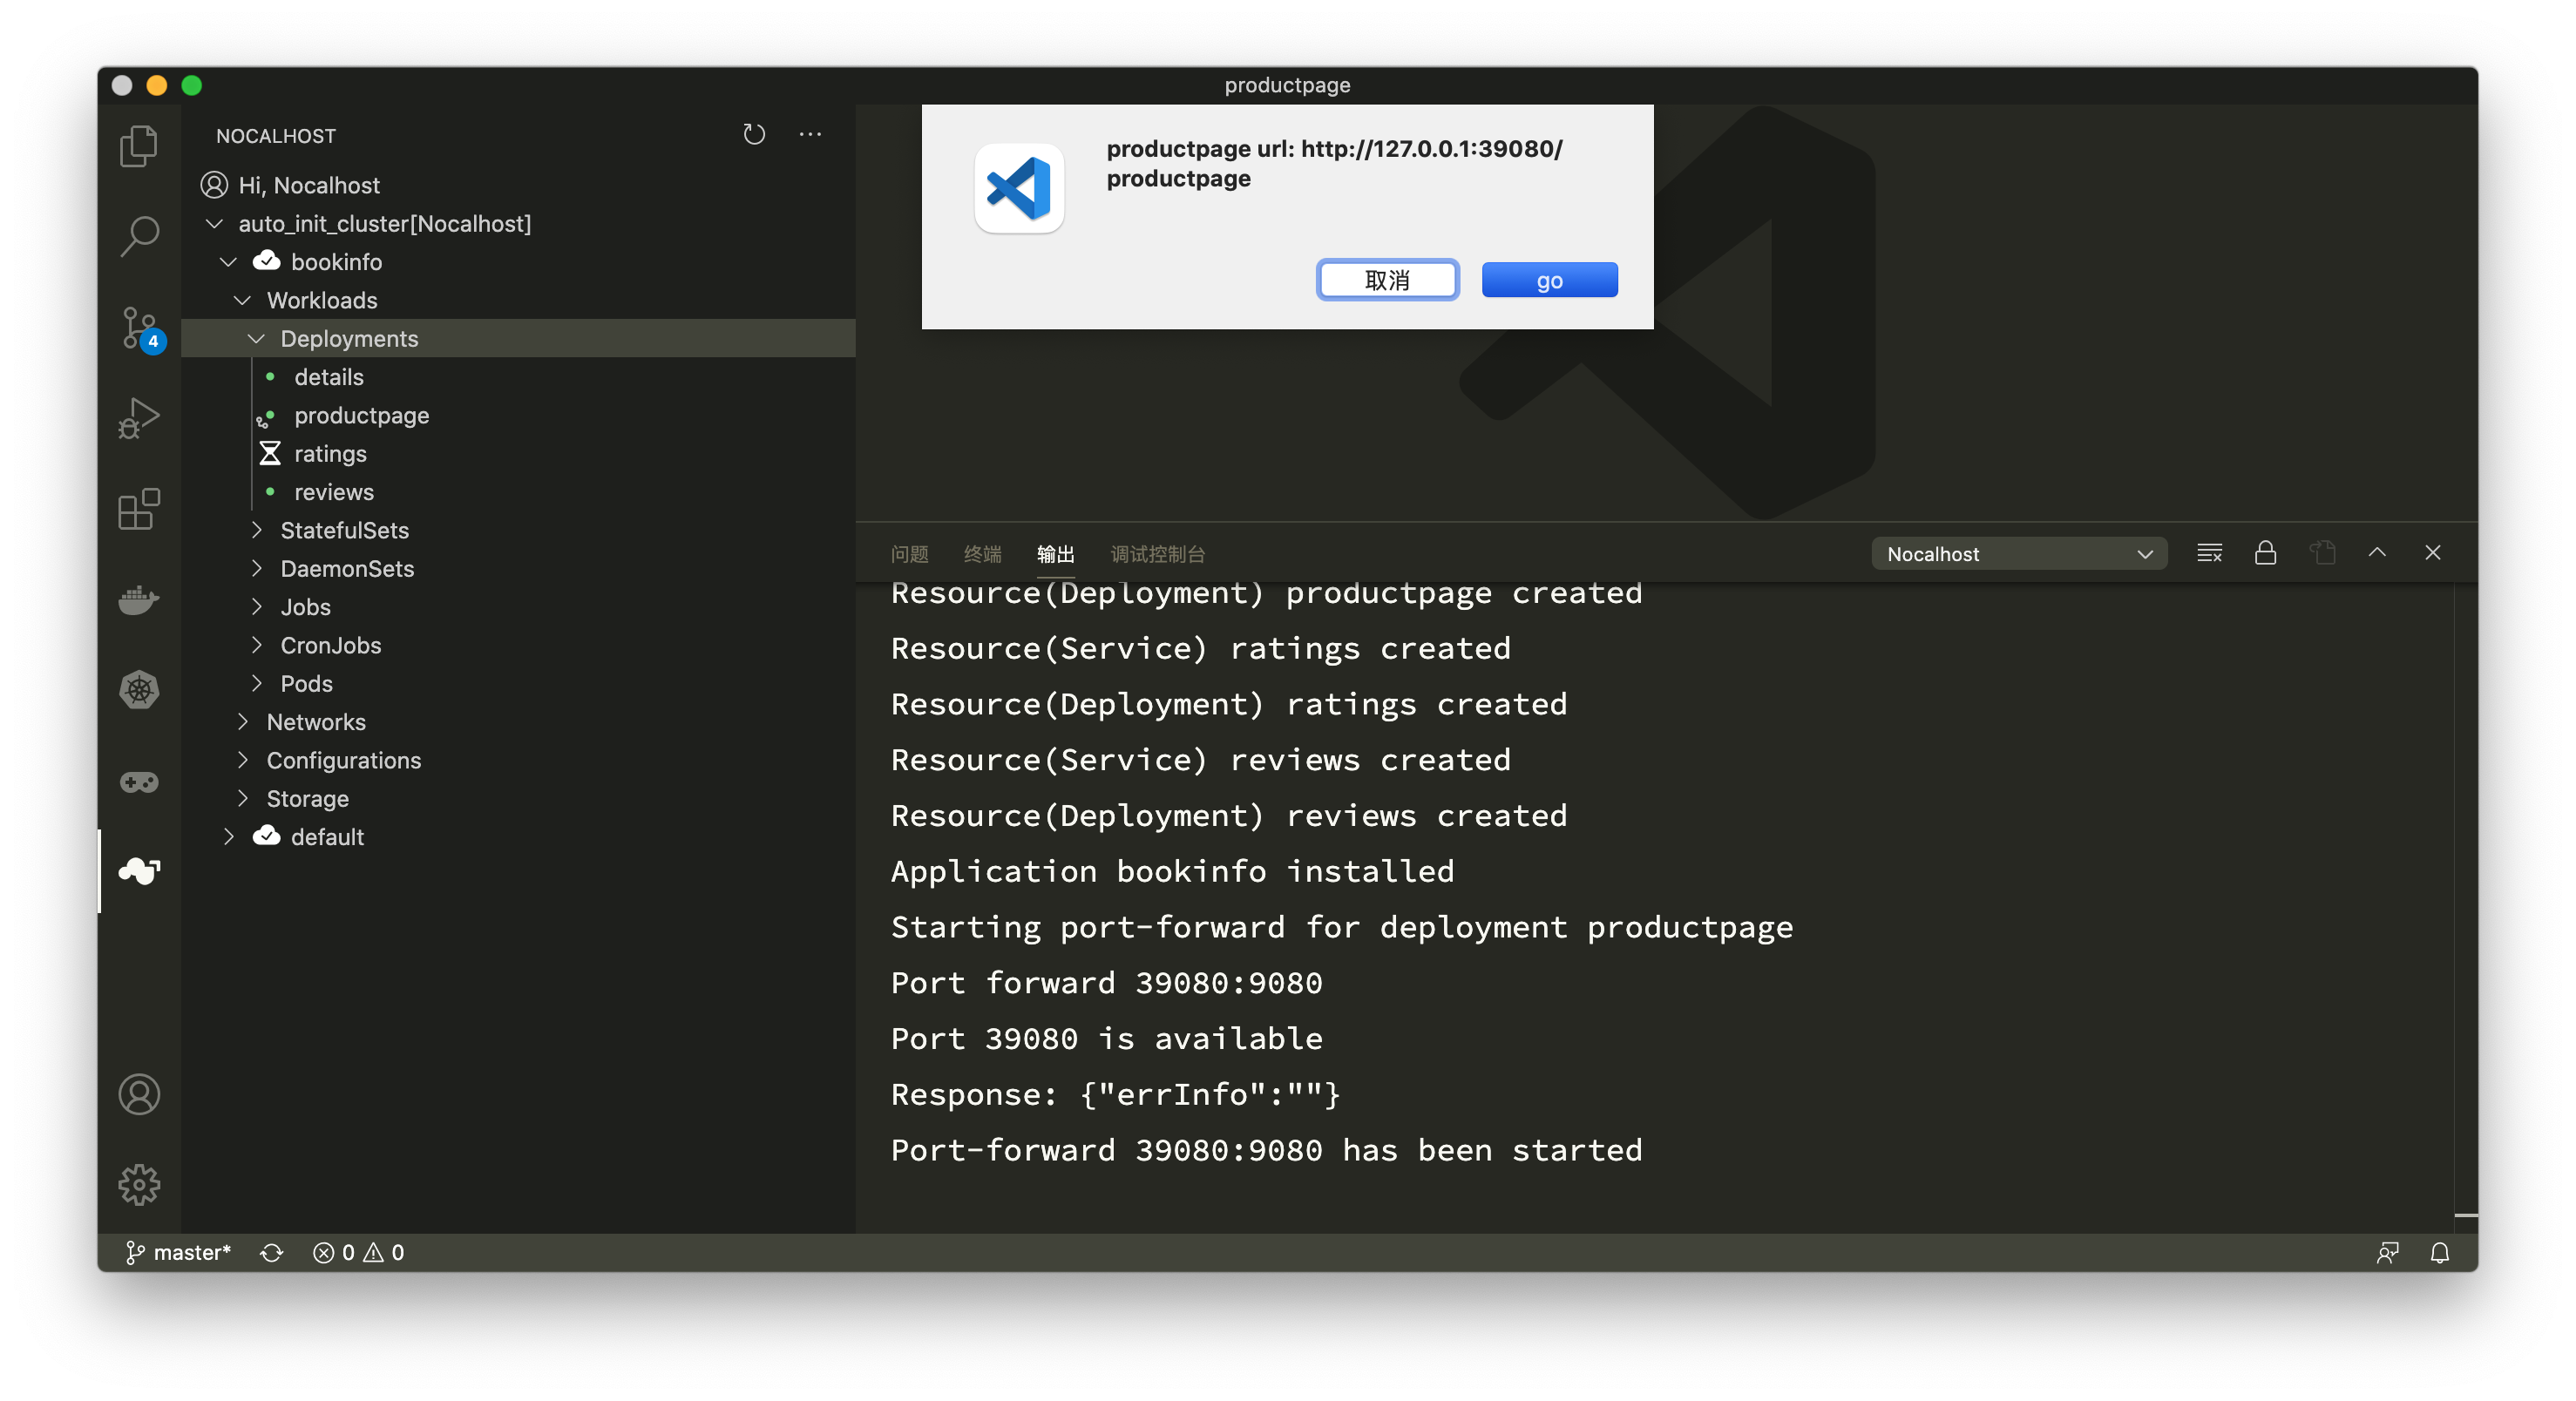 productpage
NOCALHOST
Hi, Nocalhost
auto_init_cluster[Nocalhost]
bookinfo
Workloads
Deployments
details
productpage
ratings
reviews
StatefulSets
DaemonSets
Jobs
CronJobs
Pods
Networks
Configurations
Storage
default
4
productpage url: http://127.0.0.1:39080/
productpage
取消 go
问题 终端 输出 调试控制台 Nocalhost
Resource(Deployment) productpage created
Resource(Service) ratings created
Resource(Deployment) ratings created
Resource(Service) reviews created
Resource(Deployment) reviews created
Application bookinfo installed
Starting port-forward for deployment productpage
Port forward 39080:9080
Port 39080 is available
Response: {"errInfo":""}
Port-forward 39080:9080 has been started
master* 0 0